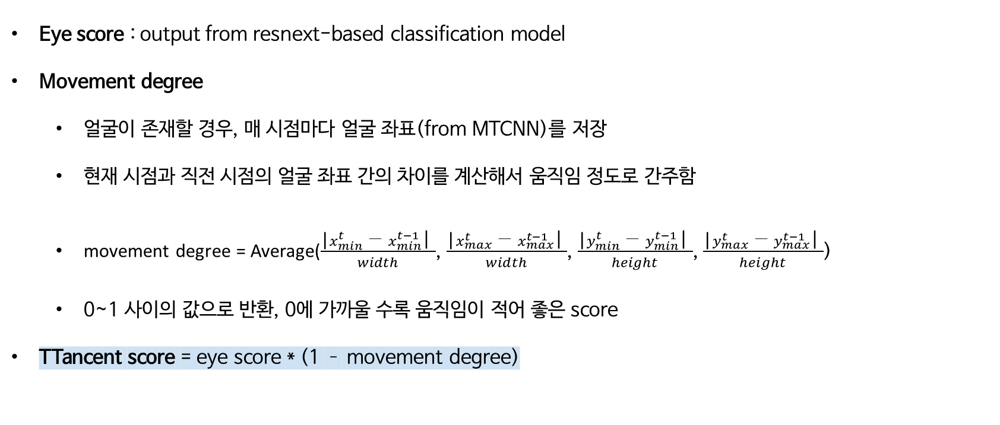 • Eye score : output from resnext-based classification model
• Movement degree
• 얼굴이 존재할 경우, 매 시점마다 얼굴 좌표(from MTCNN)를 저장
• 현재 시점과 직전 시점의 얼굴 좌표 간의 차이를 계산해서 움직임 정도로 간주함
• movement degree = Average(\frac{|x_{min}^{t} - x_{min}^{t-1}|}{width}, \frac{|x_{max}^{t} - x_{max}^{t-1}|}{width}, \frac{|y_{min}^{t} - y_{min}^{t-1}|}{height}, \frac{|y_{max}^{t} - y_{max}^{t-1}|}{height})
• 0~1 사이의 값으로 반환, 0에 가까울 수록 움직임이 적어 좋은 score
• TTancent score = eye score * (1 - movement degree)